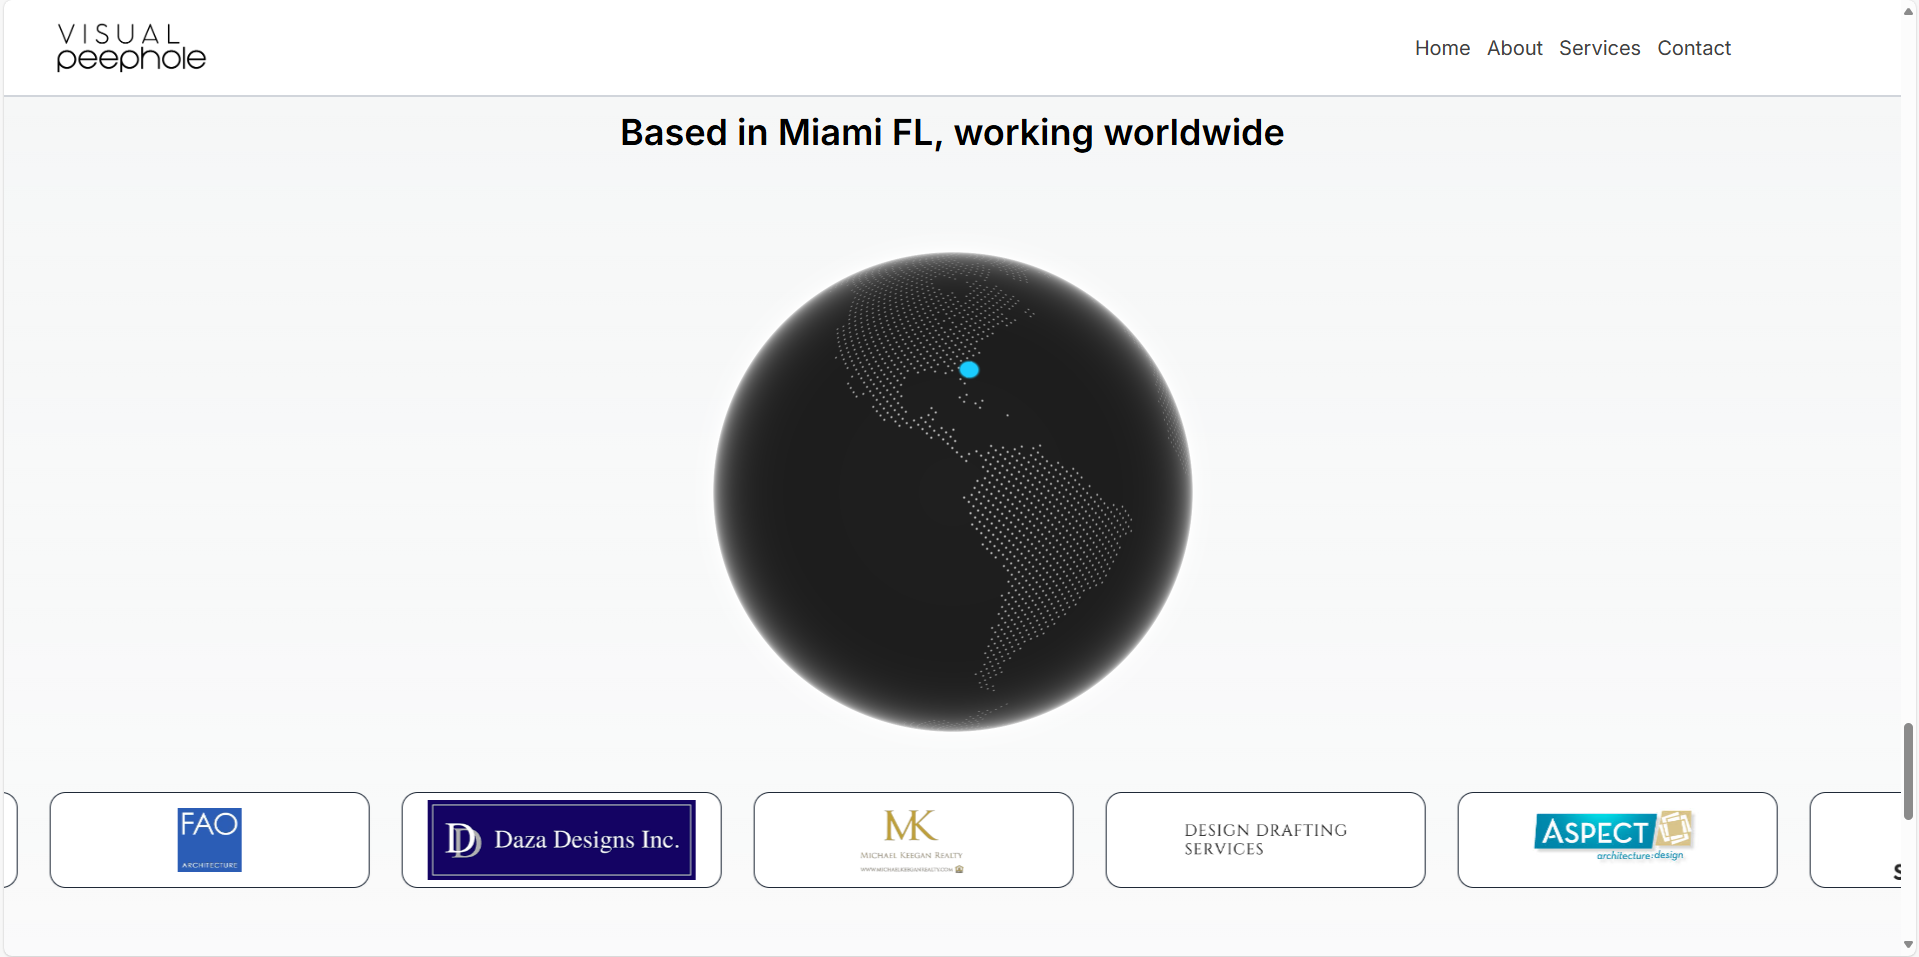 VISUAL
peephole
Home About Services Contact
Based in Miami FL, working worldwide
FAO
ARCHITECTURE
DD Daza Designs Inc.
MK
MICHAEL KEEGAN REALTY
WWW.MICHAELKEEGANREALTY.COM
DESIGN DRAFTING
SERVICES
ASPECT
architecture:design